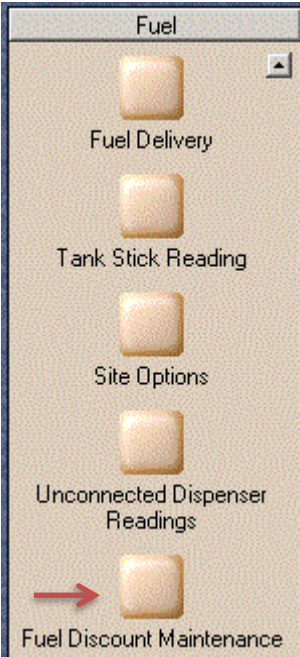 Fuel
Fuel Delivery
Tank Stick Reading
Site Options
Unconnected Dispenser
Readings
Fuel Discount Maintenance